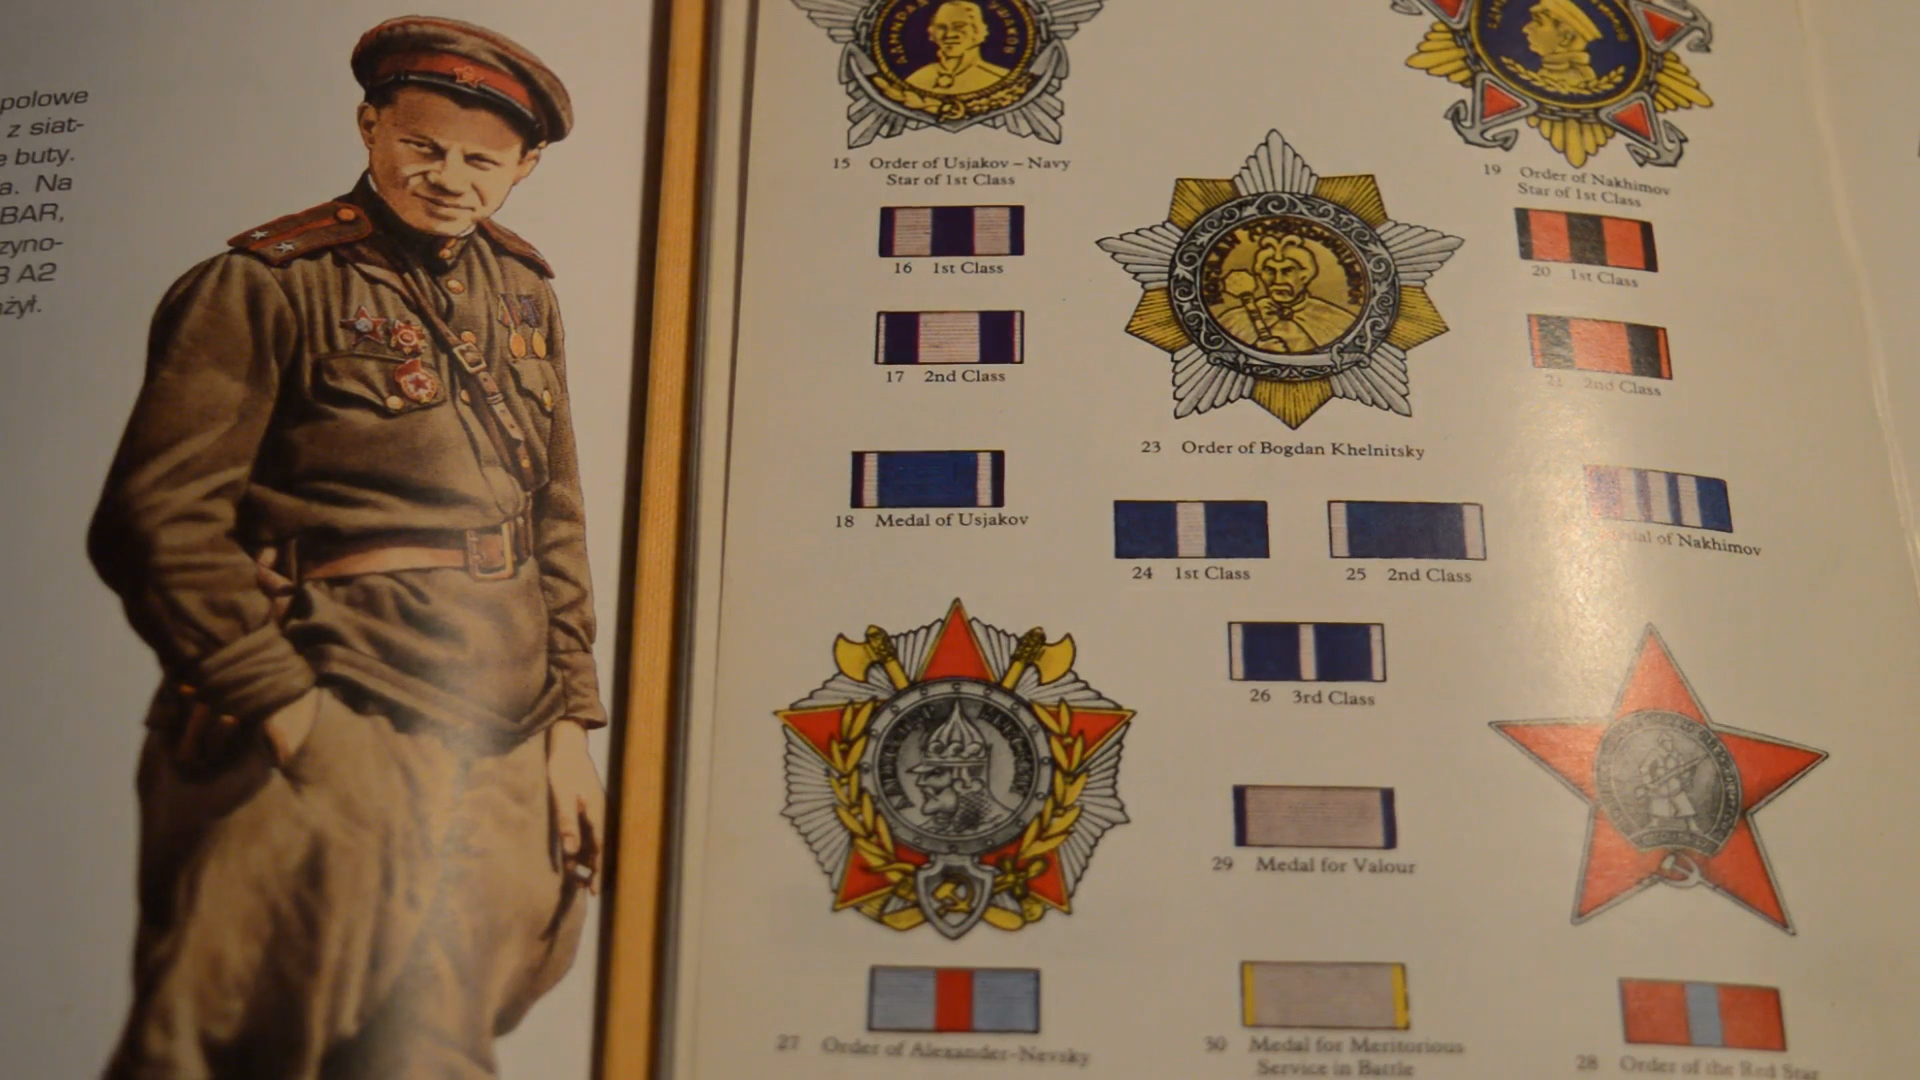 polowe
z siat-
e buty.
a. Na
BAR,
zyno-
3 A2
żył.
15 Order of Usjakov – Navy
Star of 1st Class
16 1st Class
17 2nd Class
18 Medal of Usjakov
19 Order of Nakhimov
Star of 1st Class
20 1st Class
21 2nd Class
Medal of Nakhimov
23 Order of Bogdan Khelnitsky
24 1st Class
25 2nd Class
26 3rd Class
27 Order of Alexander-Nevsky
29 Medal for Valour
30 Medal for Meritorious
Service in Battle
28 Order of the Red Star